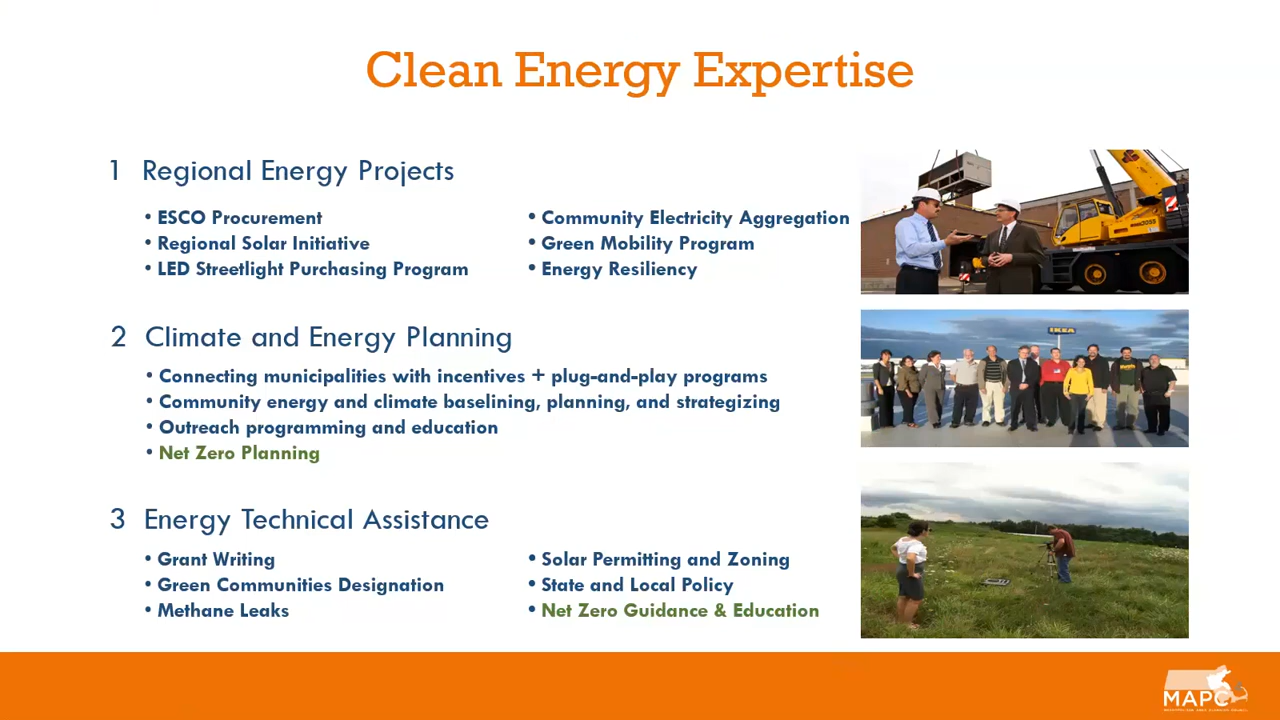 Clean Energy Expertise
1 Regional Energy Projects
• ESCO Procurement
• Regional Solar Initiative
• LED Streetlight Purchasing Program
• Community Electricity Aggregation
• Green Mobility Program
• Energy Resiliency
2 Climate and Energy Planning
• Connecting municipalities with incentives + plug-and-play programs
• Community energy and climate baselining, planning, and strategizing
• Outreach programming and education
• Net Zero Planning
3 Energy Technical Assistance
• Grant Writing
• Green Communities Designation
• Methane Leaks
• Solar Permitting and Zoning
• State and Local Policy
• Net Zero Guidance & Education
IKEA
MAPC